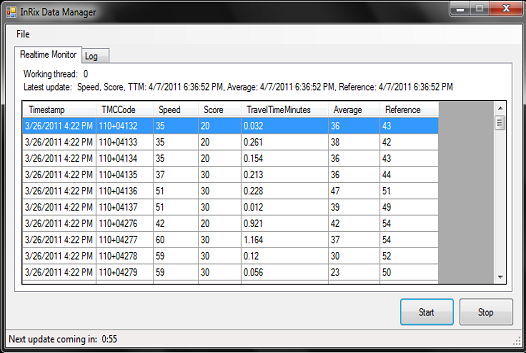 InRix Data Manager
File
Realtime Monitor Log
Working thread: 0
Latest update: Speed, Score, TTM: 4/7/2011 6:36:52 PM, Average: 4/7/2011 6:36:52 PM, Reference: 4/7/2011 6:36:52 PM
Timestamp TMCCode Speed Score TravelTimeMinutes Average Reference
3/26/2011 4:22 PM 110+04132 35 20 0.032 36 43
3/26/2011 4:22 PM 110+04133 35 20 0.261 38 42
3/26/2011 4:22 PM 110+04134 35 20 0.154 36 43
3/26/2011 4:22 PM 110+04135 37 30 0.213 36 44
3/26/2011 4:22 PM 110+04136 51 30 0.228 47 51
3/26/2011 4:22 PM 110+04137 51 30 0.012 39 49
3/26/2011 4:22 PM 110+04276 42 20 0.921 42 54
3/26/2011 4:22 PM 110+04277 60 30 1.164 37 54
3/26/2011 4:22 PM 110+04278 59 30 0.12 30 52
3/26/2011 4:22 PM 110+04279 59 30 0.056 23 50
Start Stop
Next update coming in: 0:55